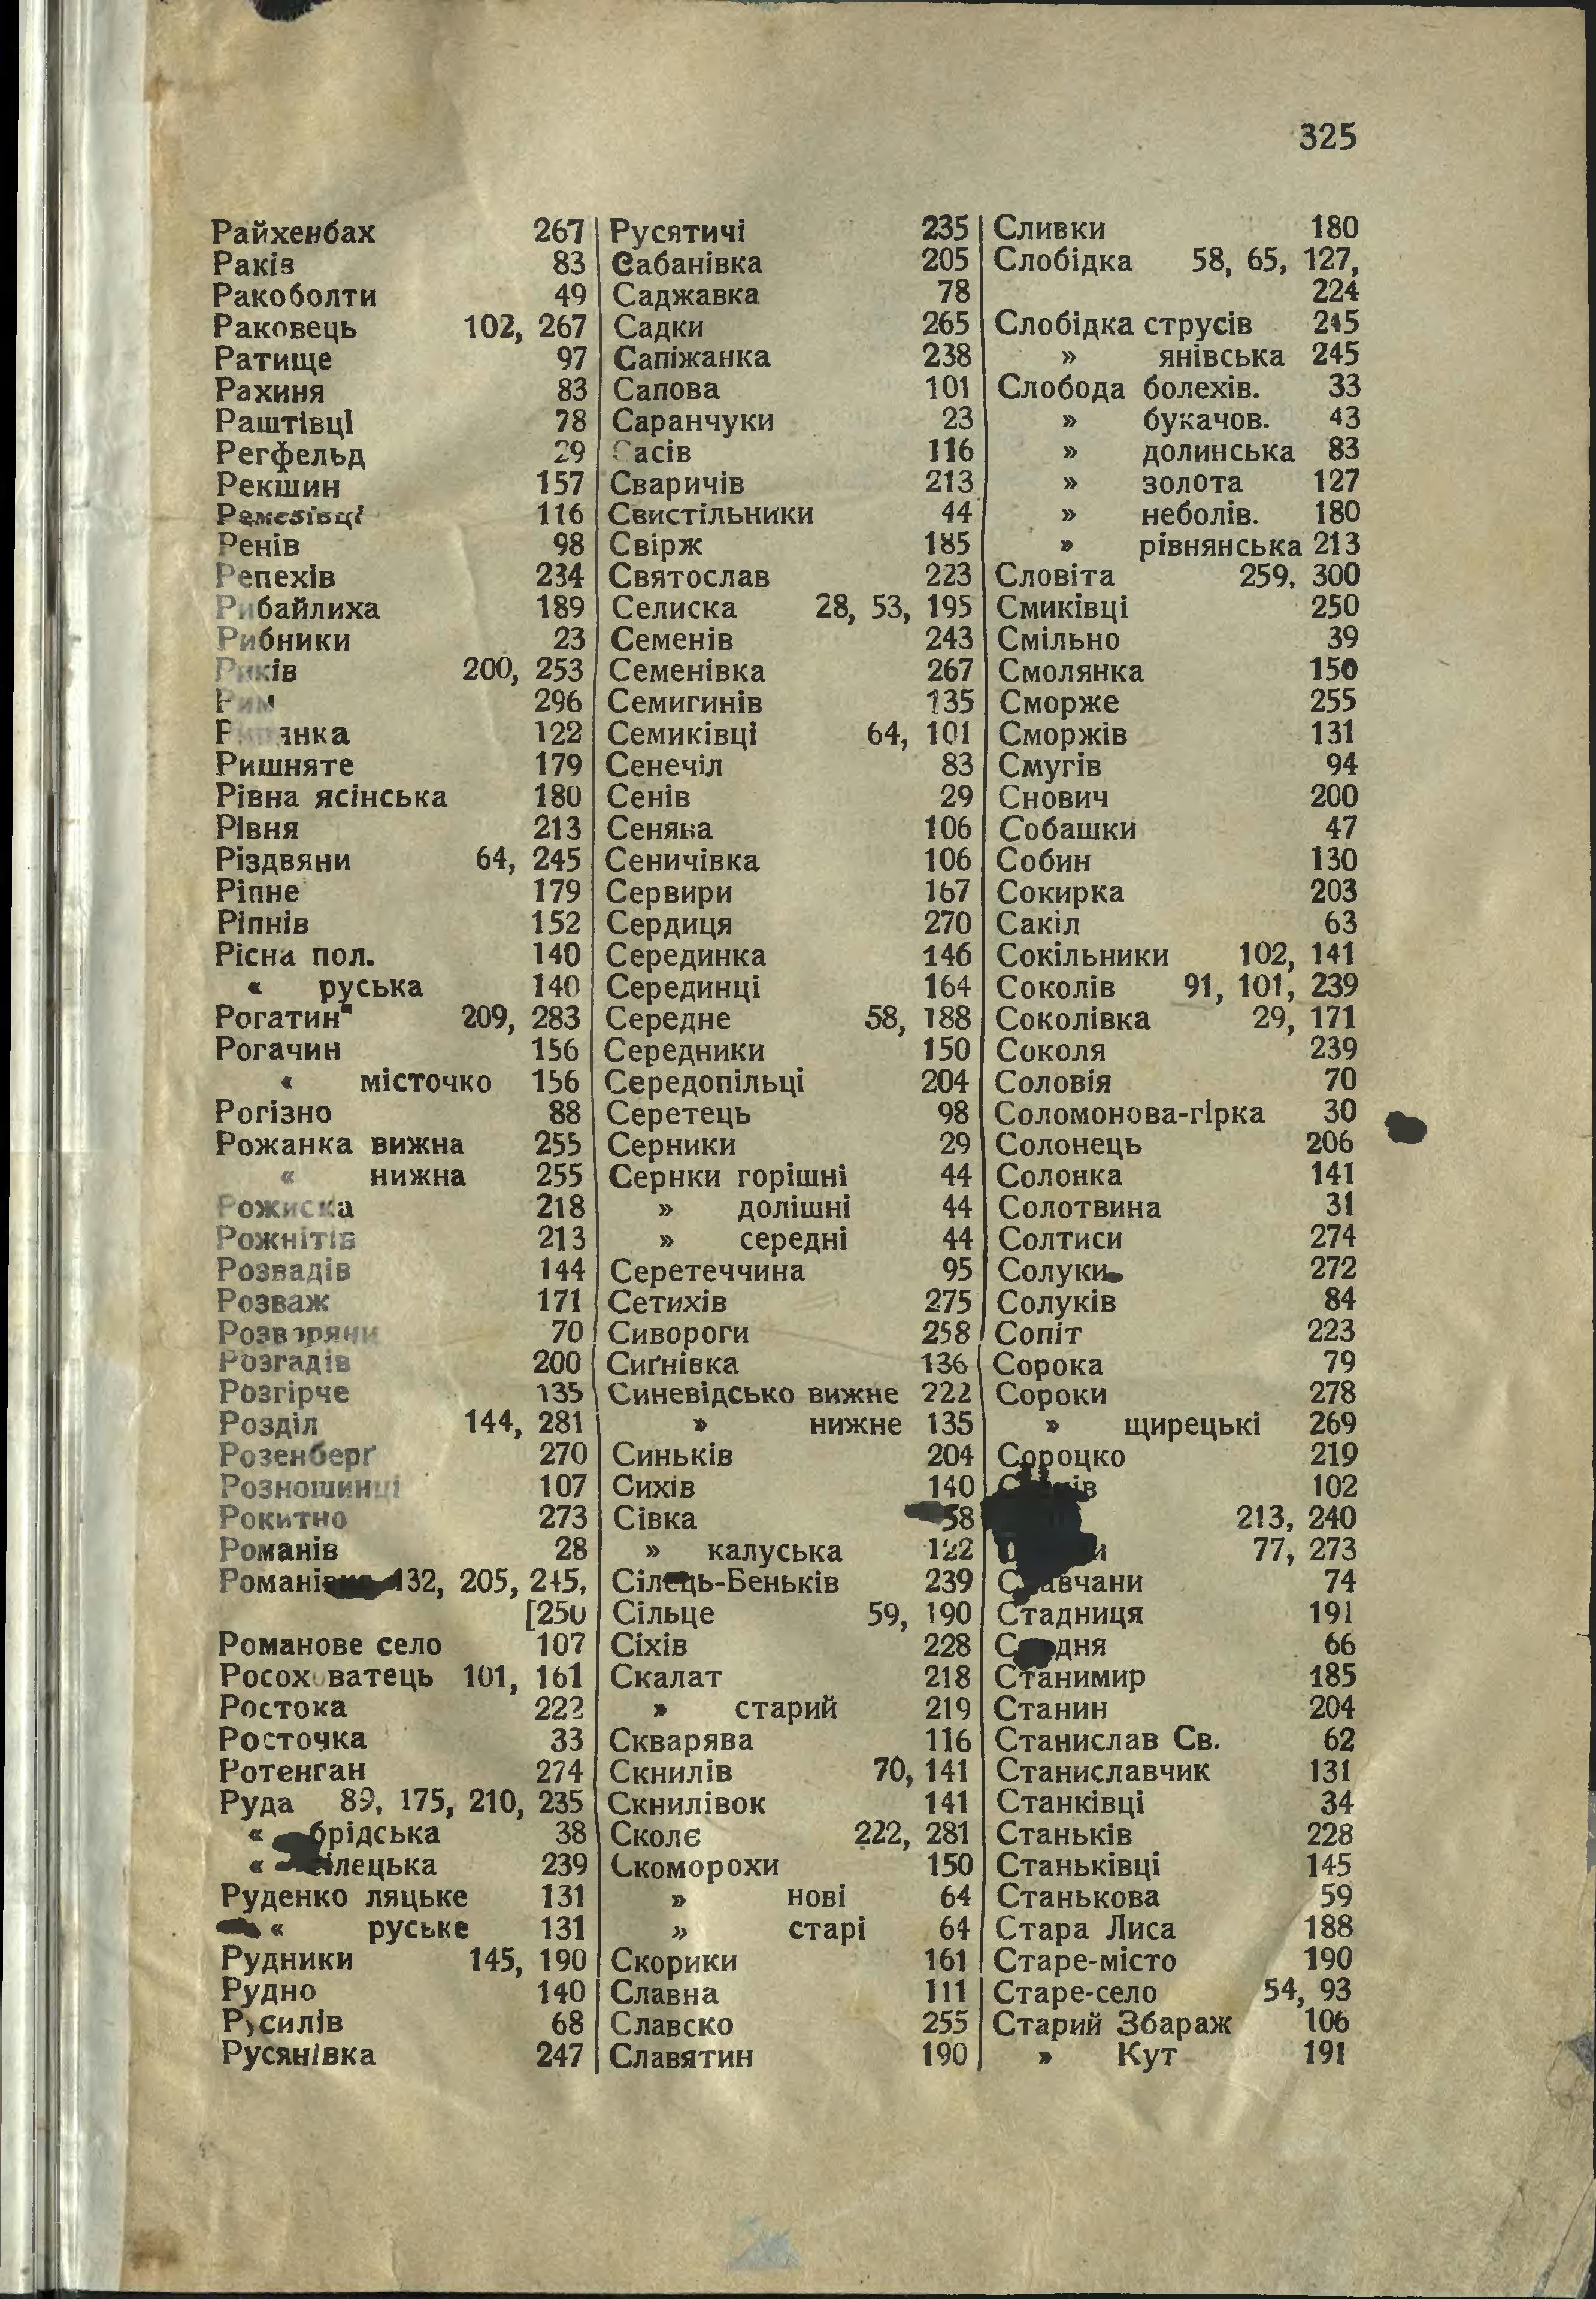 325
Райхенбах 267
Раків 83
Ракоболти 49
Раковець 102, 267
Ратище 97
Рахиня 83
Раштівці 78
Регфельд 29
Рекшин 157
Ремезівці 116
Ренів 98
Репехів 234
Рибайлиха 189
Рибники 23
Риків 200, 253
Рим 296
122
Ришняте 179
Рівна ясінська 180
Рівня 213
Різдвяни 64, 245
Ріпне 179
Ріпнів 152
Рісна пол. 140
« руська 140
Рогатин 209, 283
Рогачин 156
« місточко 156
Рогізно 88
Рожанка вижна 255
« нижна 255
Рожиска 218
Рожнітів 213
Розвадів 144
Розваж 171
Розворяни 70
Розгадів 200
Розгірче 135
Розділ 144, 281
Розенберґ 270
Розношинці 107
Рокитно 273
Романів 28
132, 205, 245,
[250
Романове село 107
Росоховатець 101, 161
Ростока 222
Росточка 33
Ротенган 274
Руда 89, 175, 210, 235
« брідська 38
« сілецька 239
Руденко ляцьке 131
« руське 131
Рудники 145, 190
Рудно 140
Русилів 68
Русянівка 247
Русятичі 235
Сабанівка 205
Саджавка 78
Садки 265
Сапіжанка 238
Сапова 101
Саранчуки 23
Сасів 116
Сваричів 213
Свистільники 44
Свірж 185
Святослав 223
Селиска 28, 53, 195
Семенів 243
Семенівка 267
Семигинів 135
Семиківці 64, 101
Сенечіл 83
Сенів 29
Сенява 106
Сеничівка 106
Сервири 167
Сердиця 270
Серединка 146
Серединці 164
Середне 58, 188
Середники 150
Середопільці 204
Серетець 98
Серники 29
Сернки горішні 44
» долішні 44
» середні 44
Серетеччина 95
Сетихів 275
Сивороги 258
Сиґнівка 136
Синевідсько вижне 222
» нижне 135
Синьків 204
Сихів 140
Сівка 58
» калуська 122
Сілець-Беньків 239
Сільце 59, 190
Сіхів 228
Скалат 218
» старий 219
Скварява 116
Скнилів 70, 141
Скнилівок 141
Сколє 222, 281
Скоморохи 150
» нові 64
» старі 64
Скорики 161
Славна 111
Славско 255
Славятин 190
Сливки 180
Слобідка 58, 65, 127,
224
Слобідка струсів 245
» янівська 245
Слобода болехів. 33
» букачов. 43
» долинська 83
» золота 127
» неболів. 180
» рівнянська 213
Словіта 259, 300
Смиківці 250
Смільно 39
Смолянка 150
Сморже 255
Сморжів 131
Смугів 94
Снович 200
Собашки 47
Собин 130
Сокирка 203
Сакіл 63
Сокільники 102, 141
Соколів 91, 101, 239
Соколівка 29, 171
Соколя 239
Соловія 70
Соломонова-гірка 30
Солонець 206
Солонка 141
Солотвина 31
Солтиси 274
Солуки 272
Солуків 84
Сопіт 223
Сорока 79
Сороки 278
» щирецькі 269
Сороцко 219
102
213, 240
77, 273
74
Стадниця 191
66
Станимир 185
Станин 204
Станислав Св. 62
Станиславчик 131
Станківці 34
Станьків 228
Станьківці 145
Станькова 59
Стара Лиса 188
Старе-місто 190
Старе-село 54, 93
Старий Збараж 106
» Кут 191